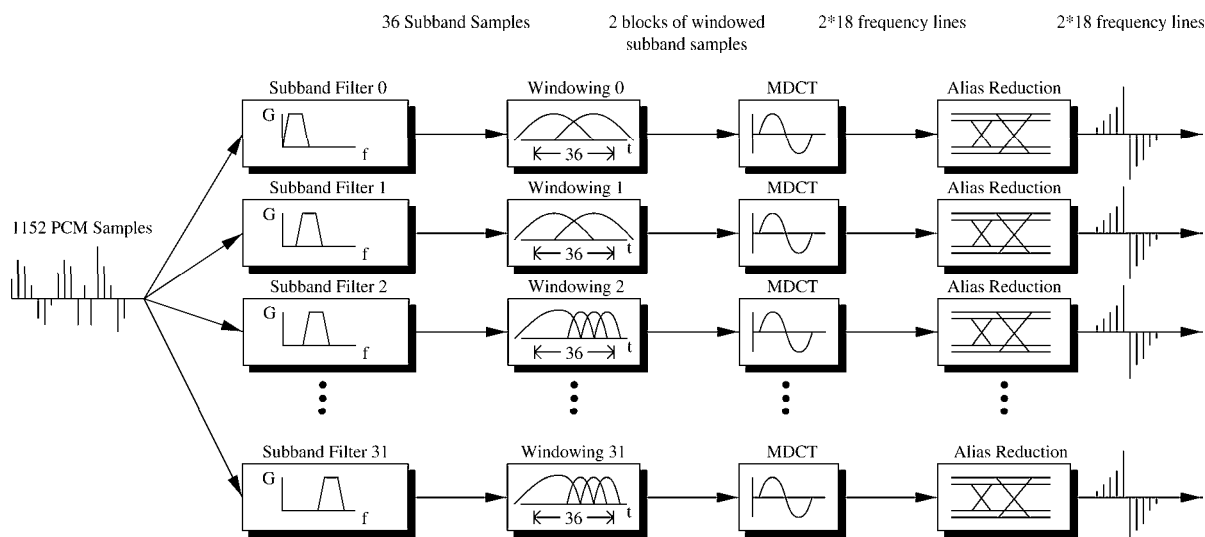 36 Subband Samples
2 blocks of windowed
subband samples
2*18 frequency lines
2*18 frequency lines
Subband Filter 0
Windowing 0
MDCT
Alias Reduction
G
f
36
t
Subband Filter 1
Windowing 1
MDCT
Alias Reduction
G
f
36
t
1152 PCM Samples
Subband Filter 2
Windowing 2
MDCT
Alias Reduction
G
f
36
t
Subband Filter 31
Windowing 31
MDCT
Alias Reduction
G
f
36
t